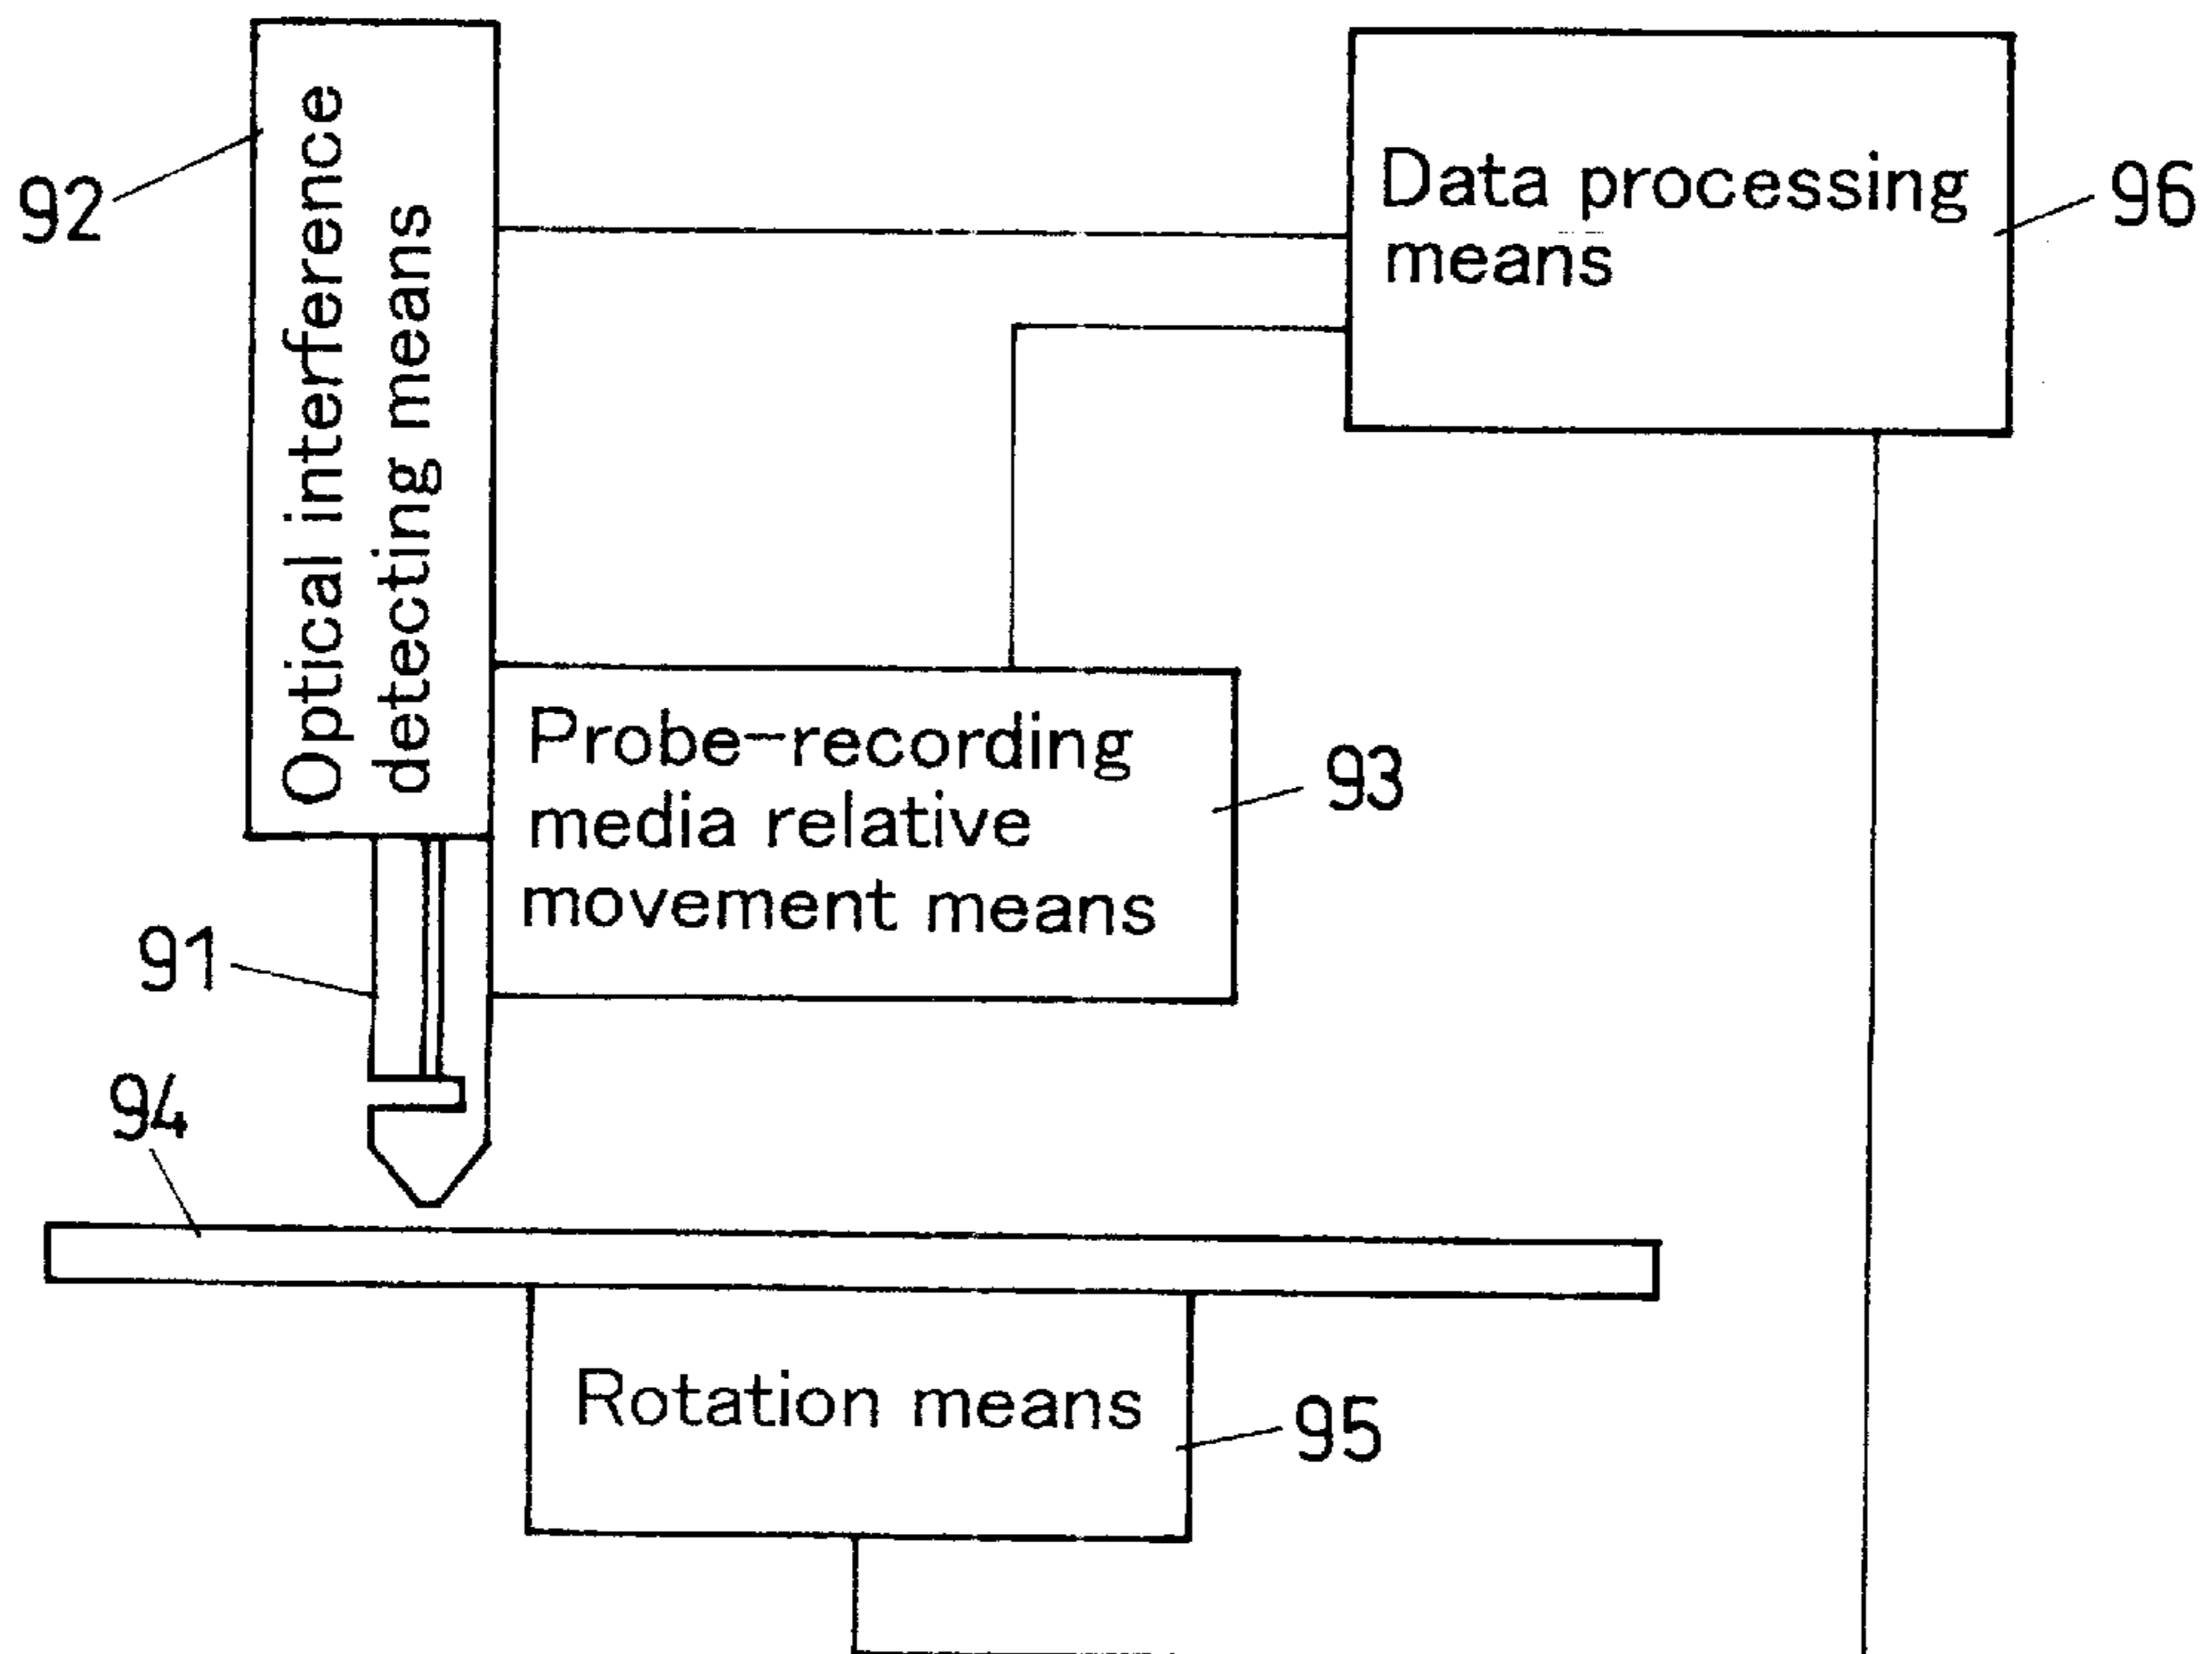 Optical interference
detecting means
92
Data processing
means
96
Probe-recording
media relative
movement means
93
91
94
Rotation means
95